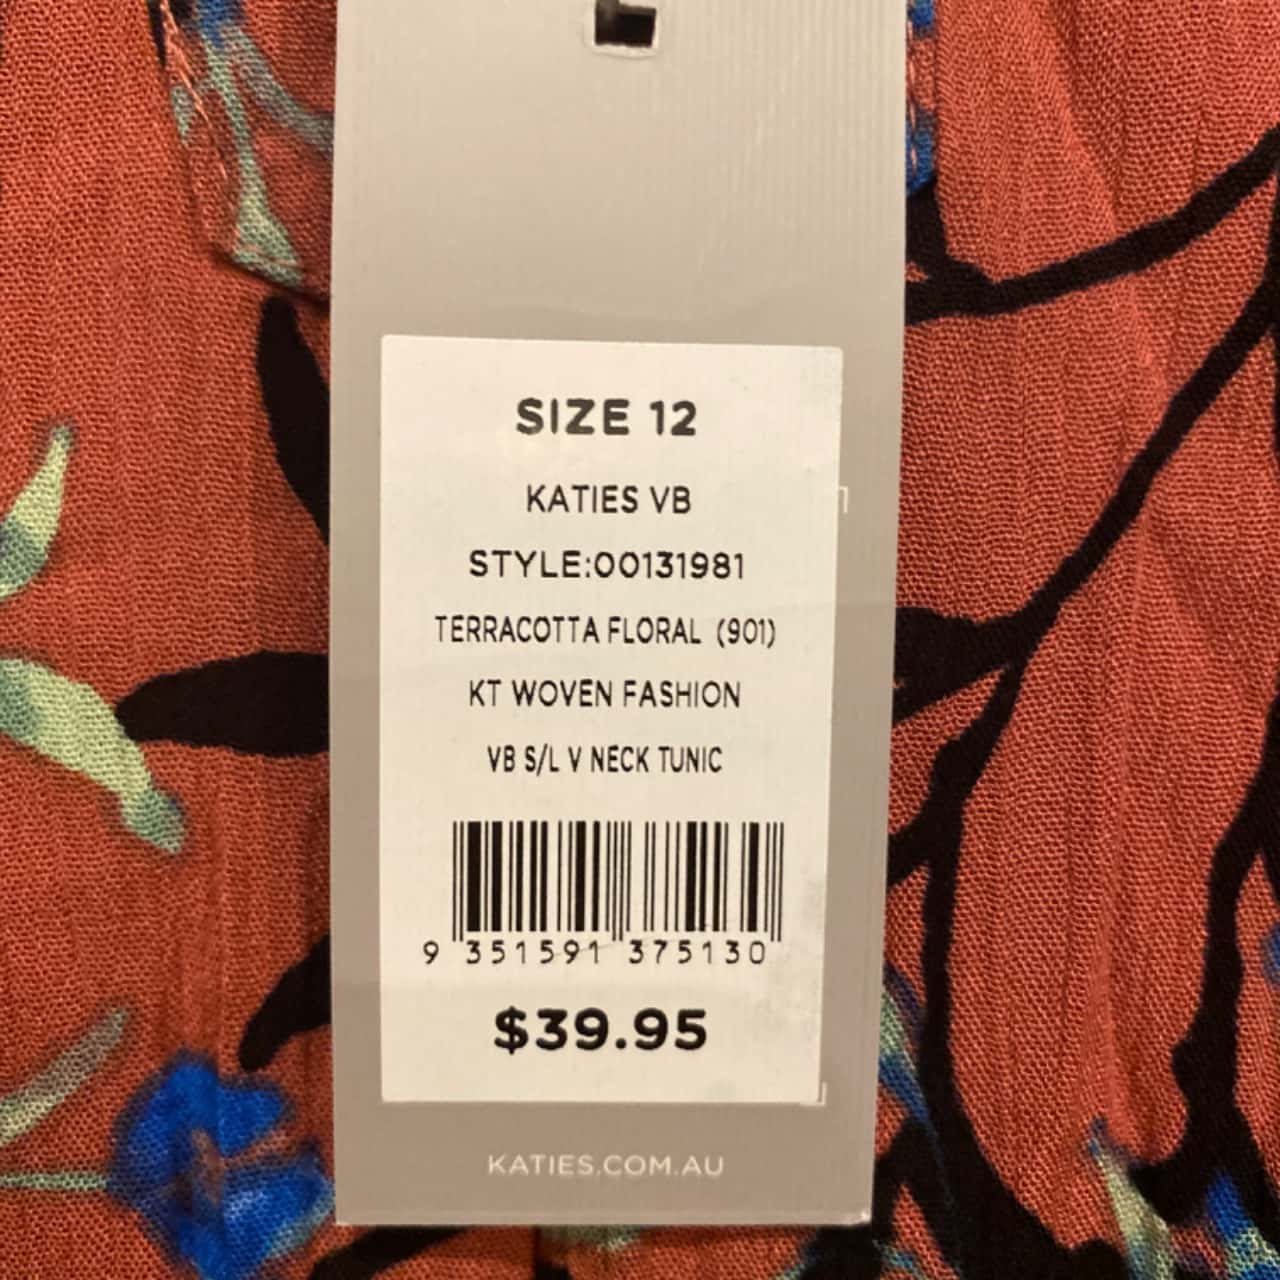 SIZE 12
KATIES VB
STYLE:00131981
TERRACOTTA FLORAL (901)
KT WOVEN FASHION
VB S/L V NECK TUNIC
9 351591 375130
$39.95
KATIES.COM.AU